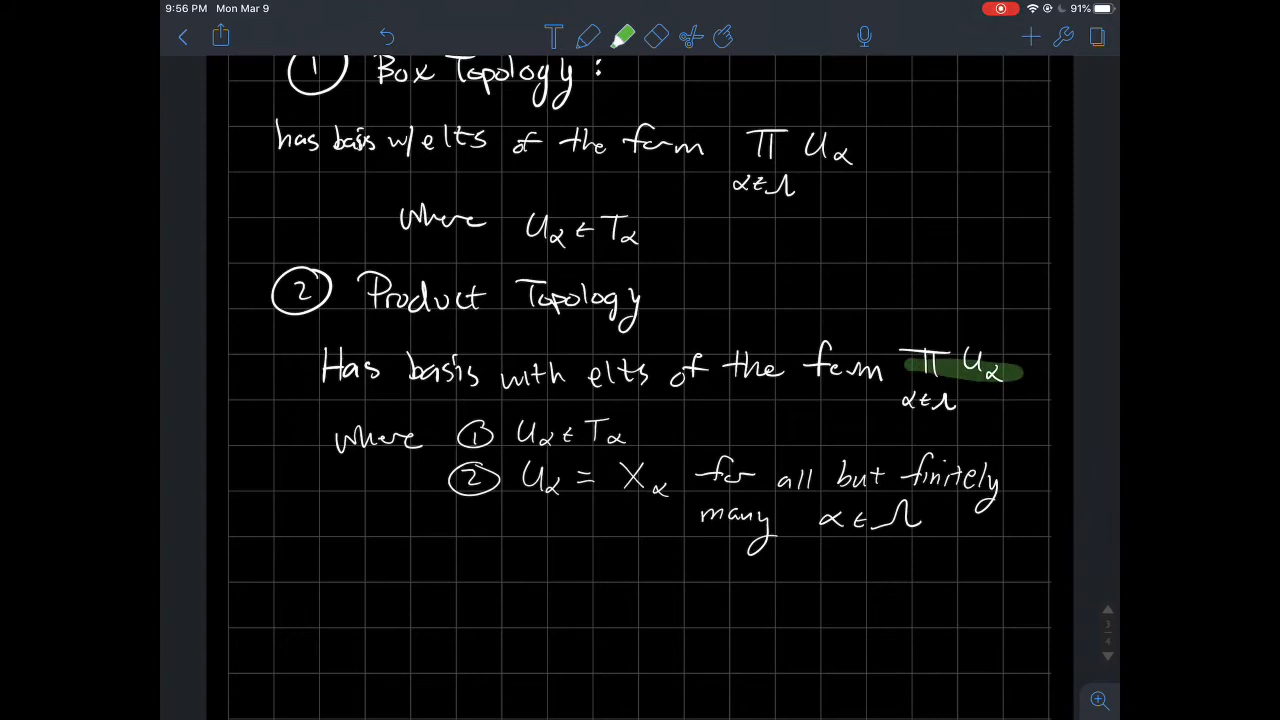 9:56 PM Mon Mar 9 91%
① Box Topology:
has basis w/ elts of the form ∏ Uα
α∈Λ
where Uα ∈ Tα
② Product Topology
Has basis with elts of the form ∏ Uα
α∈Λ
where ① Uα ∈ Tα
② Uα = Xα for all but finitely
many α ∈ Λ
3
4